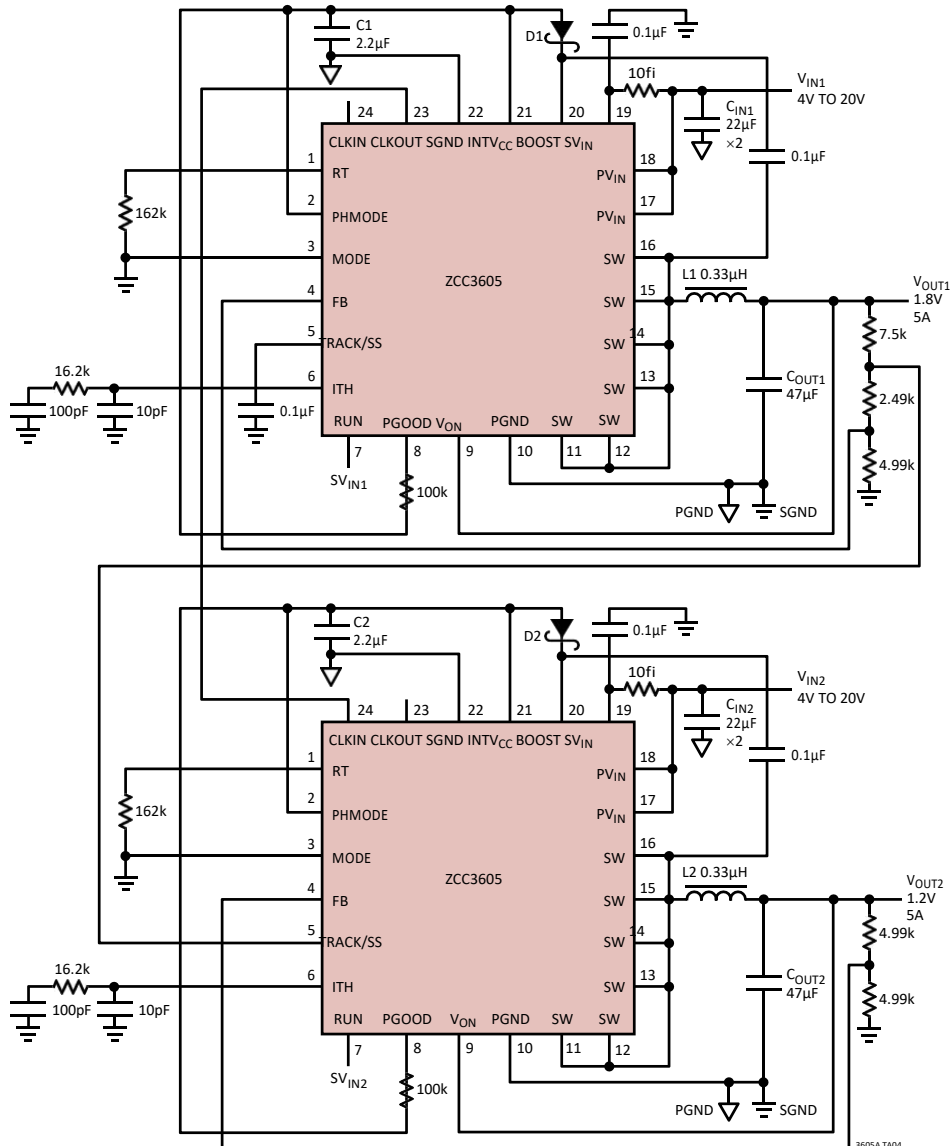 C1
2.2µF
D1
0.1µF
10fi
VIN1
4V TO 20V
CIN1
22µF
×2
0.1µF
24
23
22
21
20
19
CLKIN CLKOUT SGND INTVCC BOOST SVIN
1
RT
162k
2
PHMODE
3
MODE
4
FB
5
TRACK/SS
6
ITH
16.2k
100pF
10pF
0.1µF
ZCC3605
18
PVIN
17
PVIN
16
SW
15
SW
14
SW
13
SW
L1 0.33µH
VOUT1
1.8V
5A
7.5k
2.49k
4.99k
COUT1
47µF
RUN
PGOOD VON
PGND
SW
SW
7
8
9
10
11
12
SVIN1
100k
PGND
SGND
C2
2.2µF
D2
0.1µF
10fi
VIN2
4V TO 20V
CIN2
22µF
×2
0.1µF
24
23
22
21
20
19
CLKIN CLKOUT SGND INTVCC BOOST SVIN
1
RT
162k
2
PHMODE
3
MODE
4
FB
5
TRACK/SS
6
ITH
16.2k
100pF
10pF
ZCC3605
18
PVIN
17
PVIN
16
SW
15
SW
14
SW
13
SW
L2 0.33µH
VOUT2
1.2V
5A
4.99k
4.99k
COUT2
47µF
RUN
PGOOD
VON
PGND
SW
SW
7
8
9
10
11
12
SVIN2
100k
PGND
SGND
3605A TA04